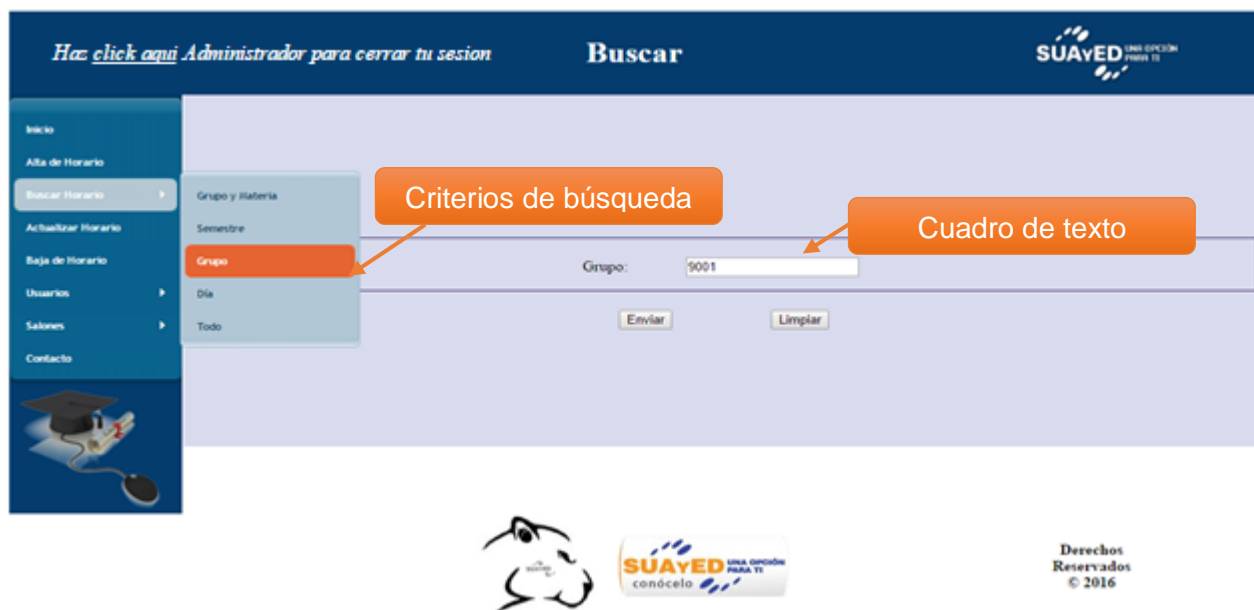 Haz click aqui Administrador para cerrar tu sesion
Buscar
SUAyED UNA OPCIÓN
PARA TI
Inicio
Alta de Horario
Buscar Horario
Actualizar Horario
Baja de Horario
Usuarios
Salones
Contacto
Grupo y Materia
Semestre
Grupo
Día
Todo
Criterios de búsqueda
Cuadro de texto
Grupo: 9001
Enviar Limpiar
SUAyED UNA OPCIÓN
PARA TI
conócelo
Derechos
Reservados
© 2016